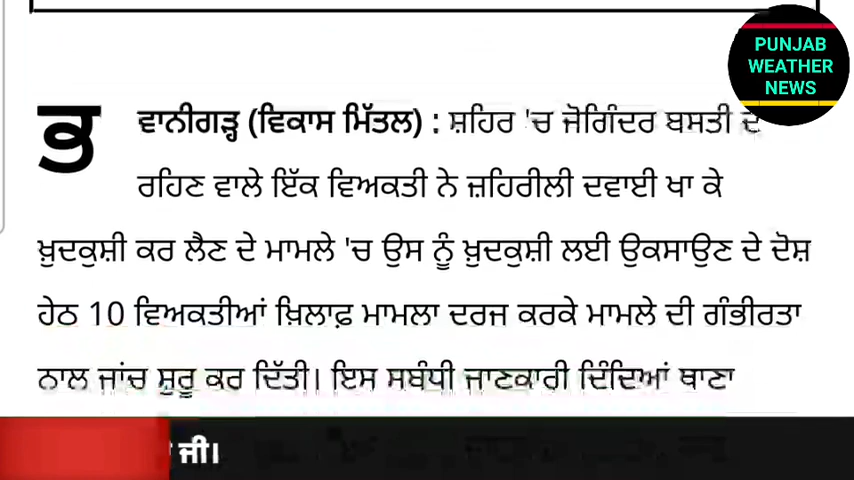 PUNJAB
WEATHER
NEWS
ਭਵਾਨੀਗੜ੍ਹ (ਵਿਕਾਸ ਮਿੱਤਲ) : ਸ਼ਹਿਰ 'ਚ ਜੋਗਿੰਦਰ ਬਸਤੀ ਦੇ
ਰਹਿਣ ਵਾਲੇ ਇੱਕ ਵਿਅਕਤੀ ਨੇ ਜ਼ਹਿਰੀਲੀ ਦਵਾਈ ਖਾ ਕੇ
ਖ਼ੁਦਕੁਸ਼ੀ ਕਰ ਲੈਣ ਦੇ ਮਾਮਲੇ 'ਚ ਉਸ ਨੂੰ ਖ਼ੁਦਕੁਸ਼ੀ ਲਈ ਉਕਸਾਉਣ ਦੇ ਦੋਸ਼
ਹੇਠ 10 ਵਿਅਕਤੀਆਂ ਖ਼ਿਲਾਫ਼ ਮਾਮਲਾ ਦਰਜ ਕਰਕੇ ਮਾਮਲੇ ਦੀ ਗੰਭੀਰਤਾ
ਨਾਲ ਜਾਂਚ ਸ਼ੁਰੂ ਕਰ ਦਿੱਤੀ। ਇਸ ਸਬੰਧੀ ਜਾਣਕਾਰੀ ਦਿੰਦਿਆਂ ਥਾਣਾ
ਜੀ।